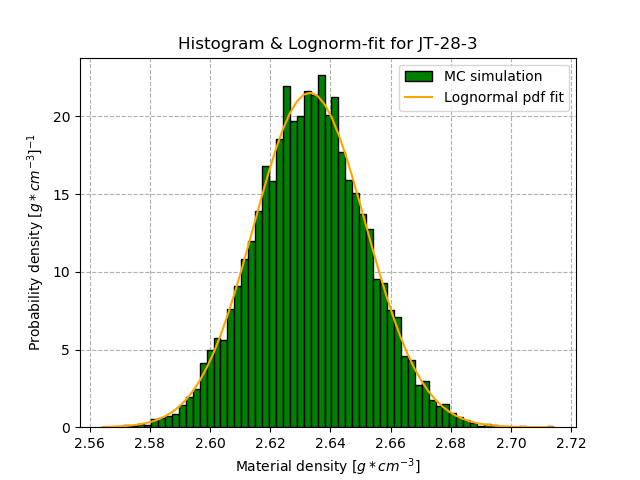 Histogram & Lognorm-fit for JT-28-3
MC simulation
Lognormal pdf fit
Probability density [g*cm⁻³]⁻¹
20
15
10
5
0
2.56 2.58 2.60 2.62 2.64 2.66 2.68 2.70 2.72
Material density [g*cm⁻³]